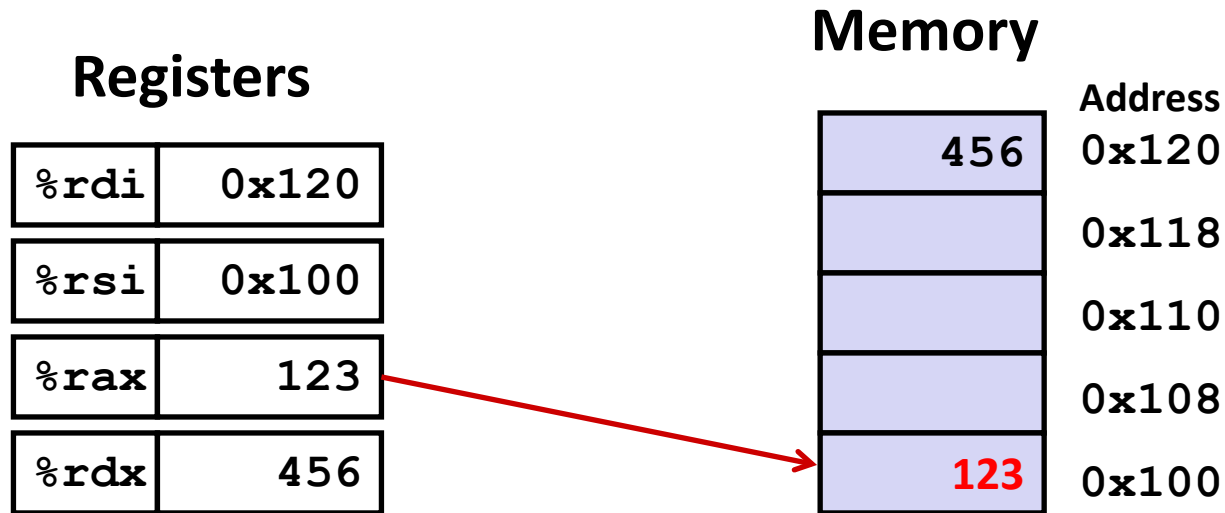 Registers
%rdi 0x120
%rsi 0x100
%rax 123
%rdx 456
Memory
Address
456 0x120
0x118
0x110
0x108
123 0x100